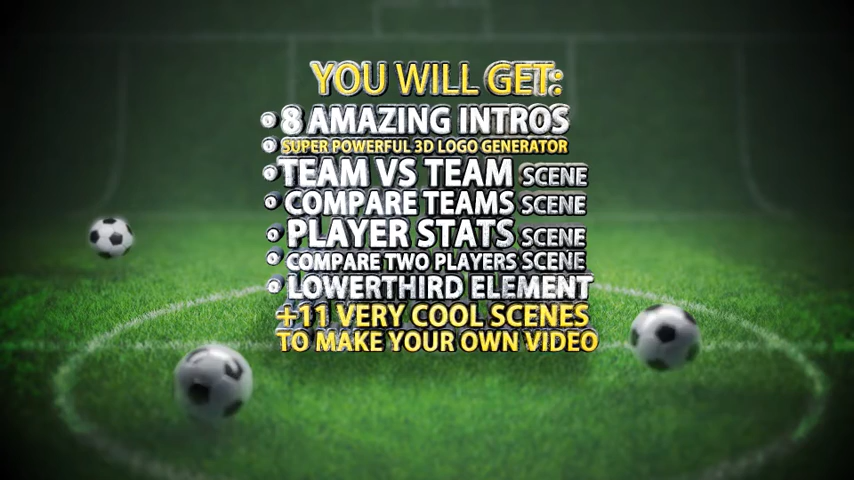 YOU WILL GET:
• 8 AMAZING INTROS
• SUPER POWERFUL 3D LOGO GENERATOR
• TEAM VS TEAM SCENE
• COMPARE TEAMS SCENE
• PLAYER STATS SCENE
• COMPARE TWO PLAYERS SCENE
• LOWERTHIRD ELEMENT
+11 VERY COOL SCENES
TO MAKE YOUR OWN VIDEO